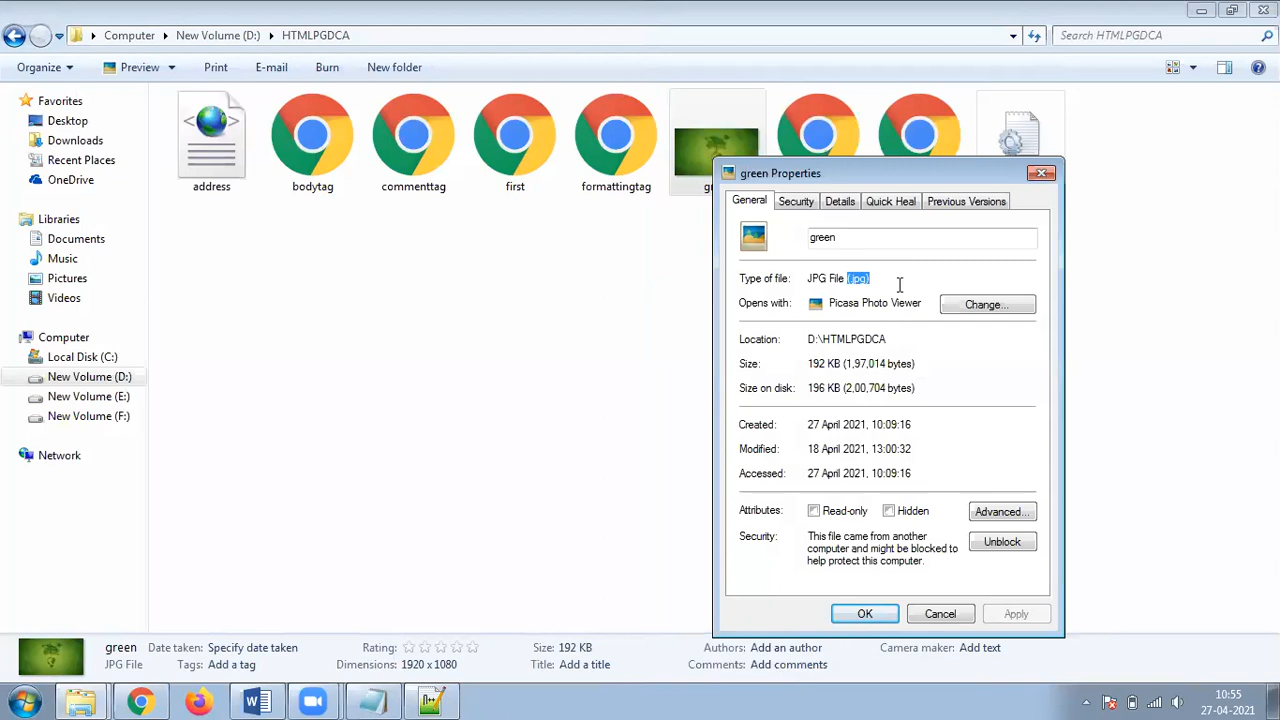 Computer New Volume (D:) HTMLPGDCA Search HTMLPGDCA
Organize Preview Print E-mail Burn New folder
Favorites
Desktop
Downloads
Recent Places
OneDrive
Libraries
Documents
Music
Pictures
Videos
Computer
Local Disk (C:)
New Volume (D:)
New Volume (E:)
New Volume (F:)
Network
address bodytag commenttag first formattingtag
green Properties
General Security Details Quick Heal Previous Versions
green
Type of file: JPG File (.jpg)
Opens with: Picasa Photo Viewer Change...
Location: D:\HTMLPGDCA
Size: 192 KB (1,97,014 bytes)
Size on disk: 196 KB (2,00,704 bytes)
Created: 27 April 2021, 10:09:16
Modified: 18 April 2021, 13:00:32
Accessed: 27 April 2021, 10:09:16
Attributes: Read-only Hidden Advanced...
Security: This file came from another
computer and might be blocked to
help protect this computer.
Unblock
OK Cancel Apply
green Date taken: Specify date taken Rating: Size: 192 KB Authors: Add an author Camera maker: Add text
JPG File Tags: Add a tag Dimensions: 1920 x 1080 Title: Add a title Comments: Add comments
10:55
27-04-2021